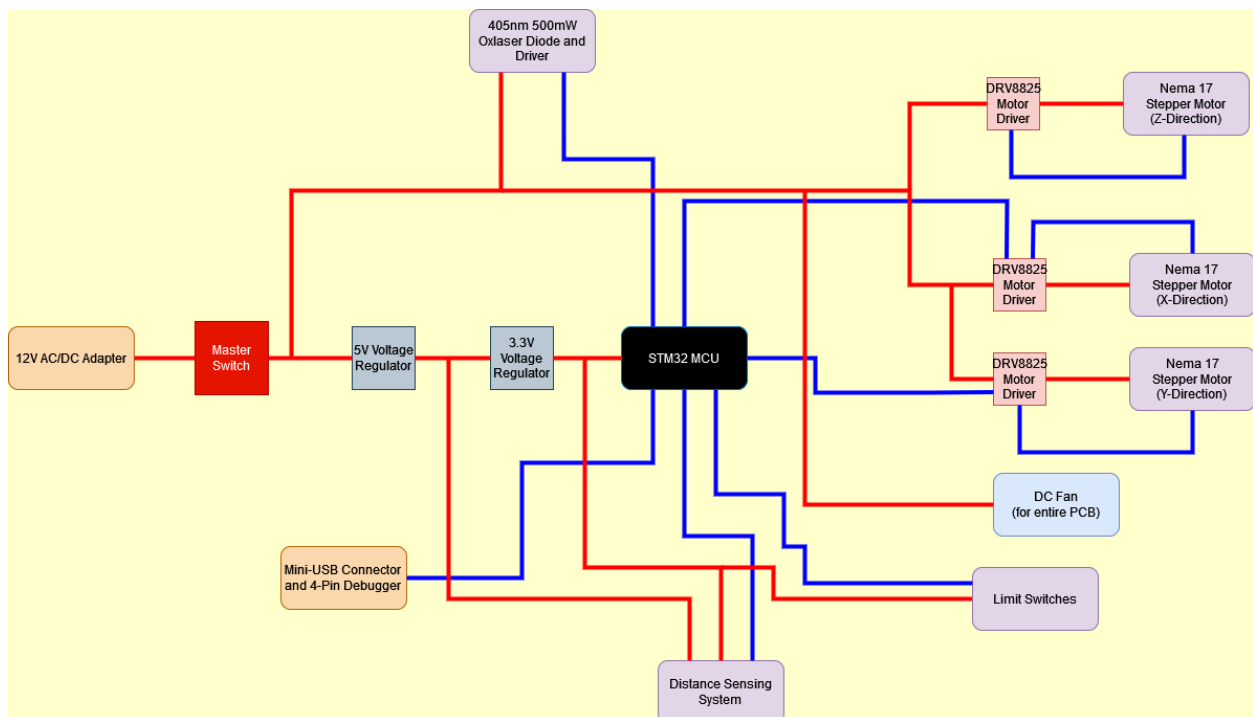 405nm 500mW
Oxlaser Diode and
Driver
DRV8825
Motor
Driver
Nema 17
Stepper Motor
(Z-Direction)
DRV8825
Motor
Driver
Nema 17
Stepper Motor
(X-Direction)
12V AC/DC Adapter
Master
Switch
5V Voltage
Regulator
3.3V
Voltage
Regulator
STM32 MCU
DRV8825
Motor
Driver
Nema 17
Stepper Motor
(Y-Direction)
DC Fan
(for entire PCB)
Mini-USB Connector
and 4-Pin Debugger
Limit Switches
Distance Sensing
System